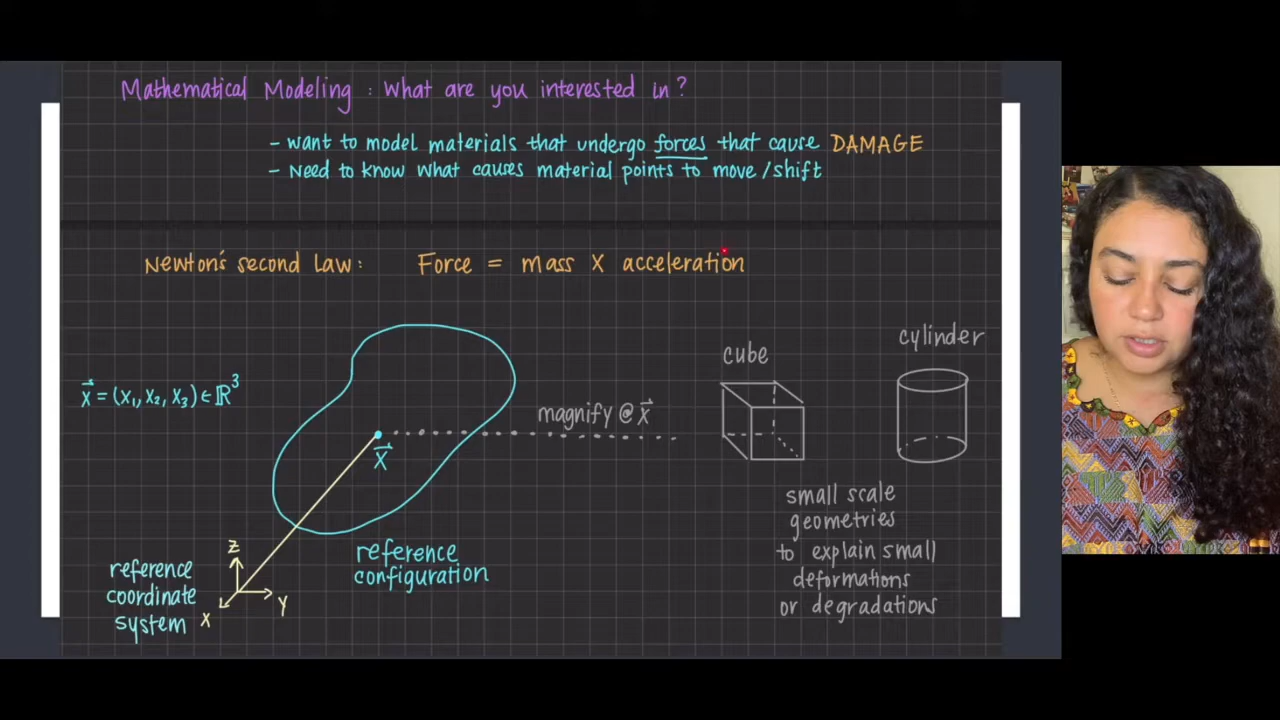 Mathematical Modeling : What are you interested in ?
- want to model materials that undergo forces that cause DAMAGE
- Need to know what causes material points to move/shift
Newton's second Law : Force = mass X acceleration
cylinder
cube
x⃗ = (x₁, x₂, x₃) ∈ ℝ³
magnify @ x⃗
x⃗
small scale
geometries
to explain small
deformations
or degradations
reference
configuration
z
reference
coordinate
system
x
y